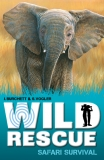 J. BURCHETT & S. VOGLER
WILD
RESCUE
SAFARI SURVIVAL